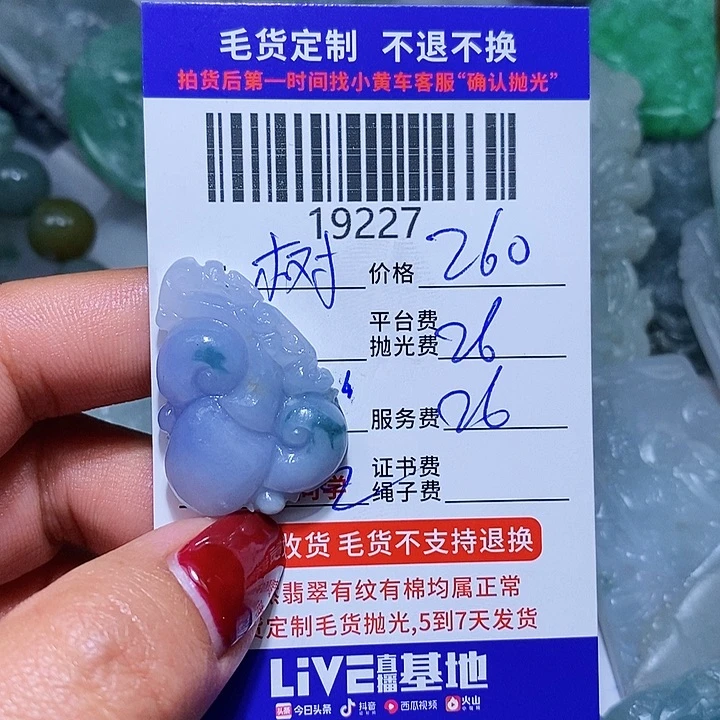 毛货定制 不退不换
拍货后第一时间找小黄车客服“确认抛光”
19227
树 价格 260
平台费
抛光费 26
服务费 26
证书费
绳子费
收货 毛货不支持退换
翡翠有纹有棉均属正常
定制毛货抛光,5到7天发货
LiVE直播基地
头条 今日头条 抖音 西瓜视频 火山